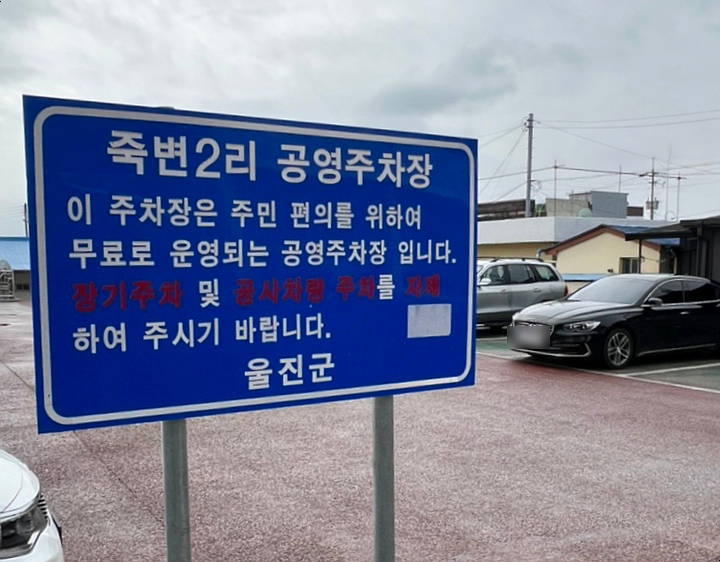 죽변2리 공영주차장
이 주차장은 주민 편의를 위하여
무료로 운영되는 공영주차장 입니다.
장기주차 및 공사차량 주차를 자제
하여 주시기 바랍니다.
울진군